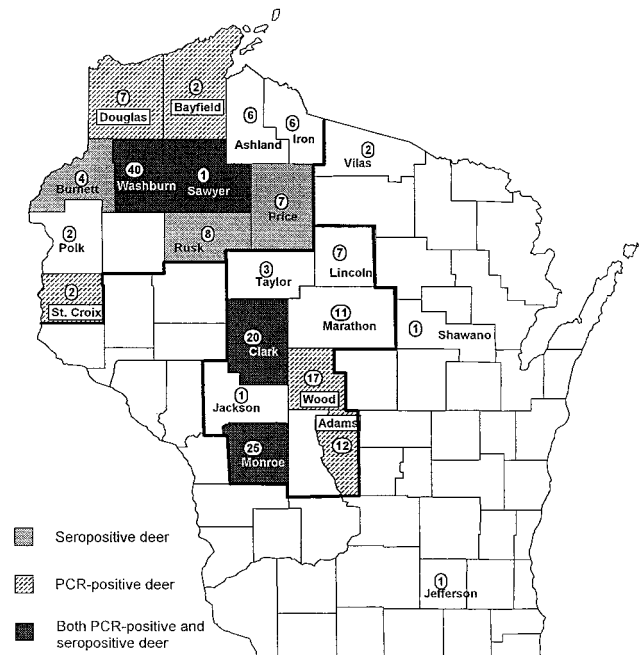 7
Douglas
2
Bayfield
6
Ashland
6
Iron
2
Vilas
4
Burnett
40
Washburn
1
Sawyer
7
Price
2
Polk
8
Rusk
3
Taylor
7
Lincoln
2
St. Croix
11
Marathon
1
Shawano
20
Clark
17
Wood
1
Jackson
Adams
12
25
Monroe
1
Jefferson
Seropositive deer
PCR-positive deer
Both PCR-positive and
seropositive deer